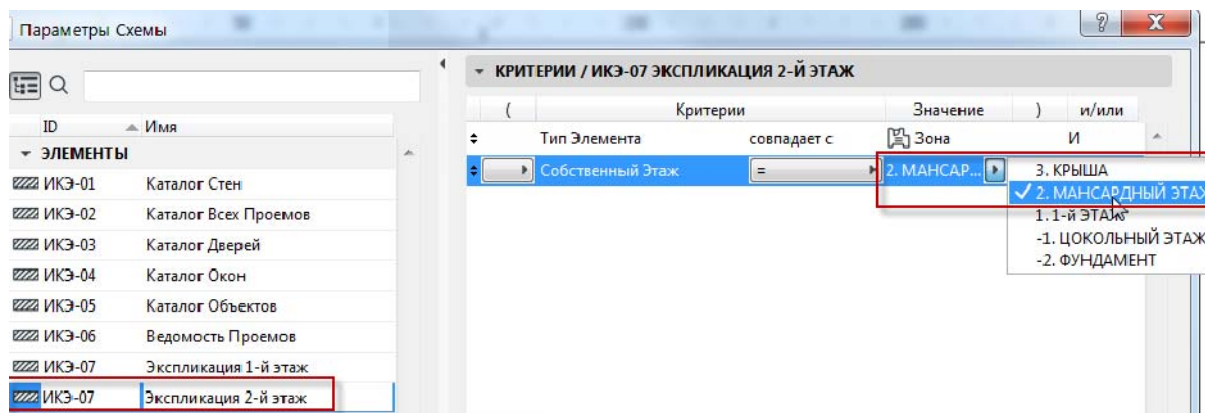 Параметры Схемы
?
X
КРИТЕРИИ / ИКЭ-07 ЭКСПЛИКАЦИЯ 2-Й ЭТАЖ
( Критерии Значение ) и/или
Тип Элемента совпадает с Зона И
Собственный Этаж = 2. МАНСАР...
3. КРЫША
2. МАНСАРДНЫЙ ЭТАЖ
1. 1-й ЭТАЖ
-1. ЦОКОЛЬНЫЙ ЭТАЖ
-2. ФУНДАМЕНТ
ID Имя
ЭЛЕМЕНТЫ
ИКЭ-01 Каталог Стен
ИКЭ-02 Каталог Всех Проемов
ИКЭ-03 Каталог Дверей
ИКЭ-04 Каталог Окон
ИКЭ-05 Каталог Объектов
ИКЭ-06 Ведомость Проемов
ИКЭ-07 Экспликация 1-й этаж
ИКЭ-07 Экспликация 2-й этаж